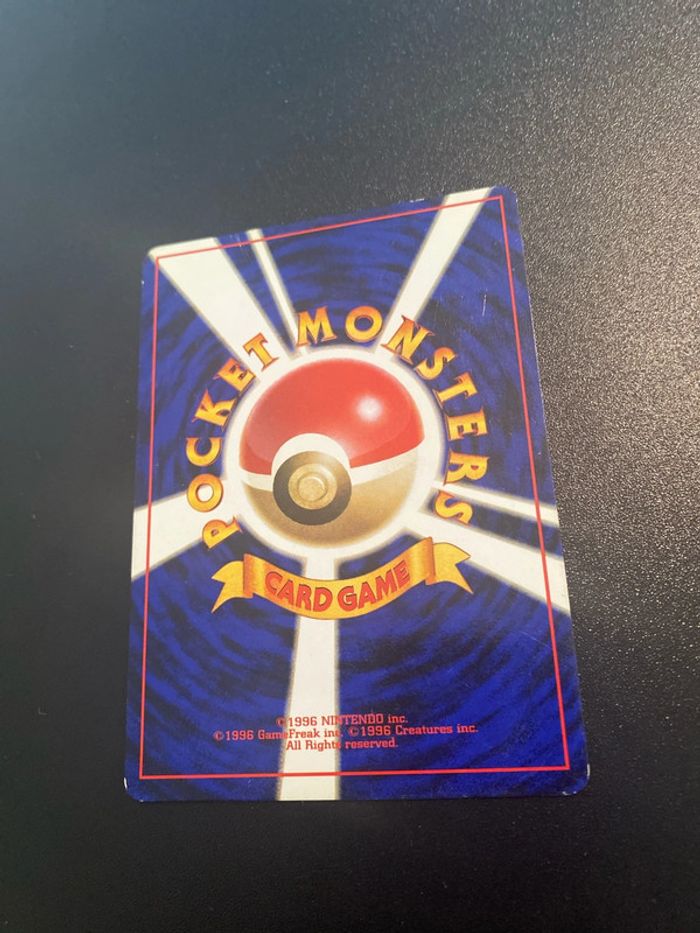 POCKET MONSTERS
CARD GAME
©1996 NINTENDO inc.
©1996 GameFreak inc. ©1996 Creatures inc.
All Rights reserved.